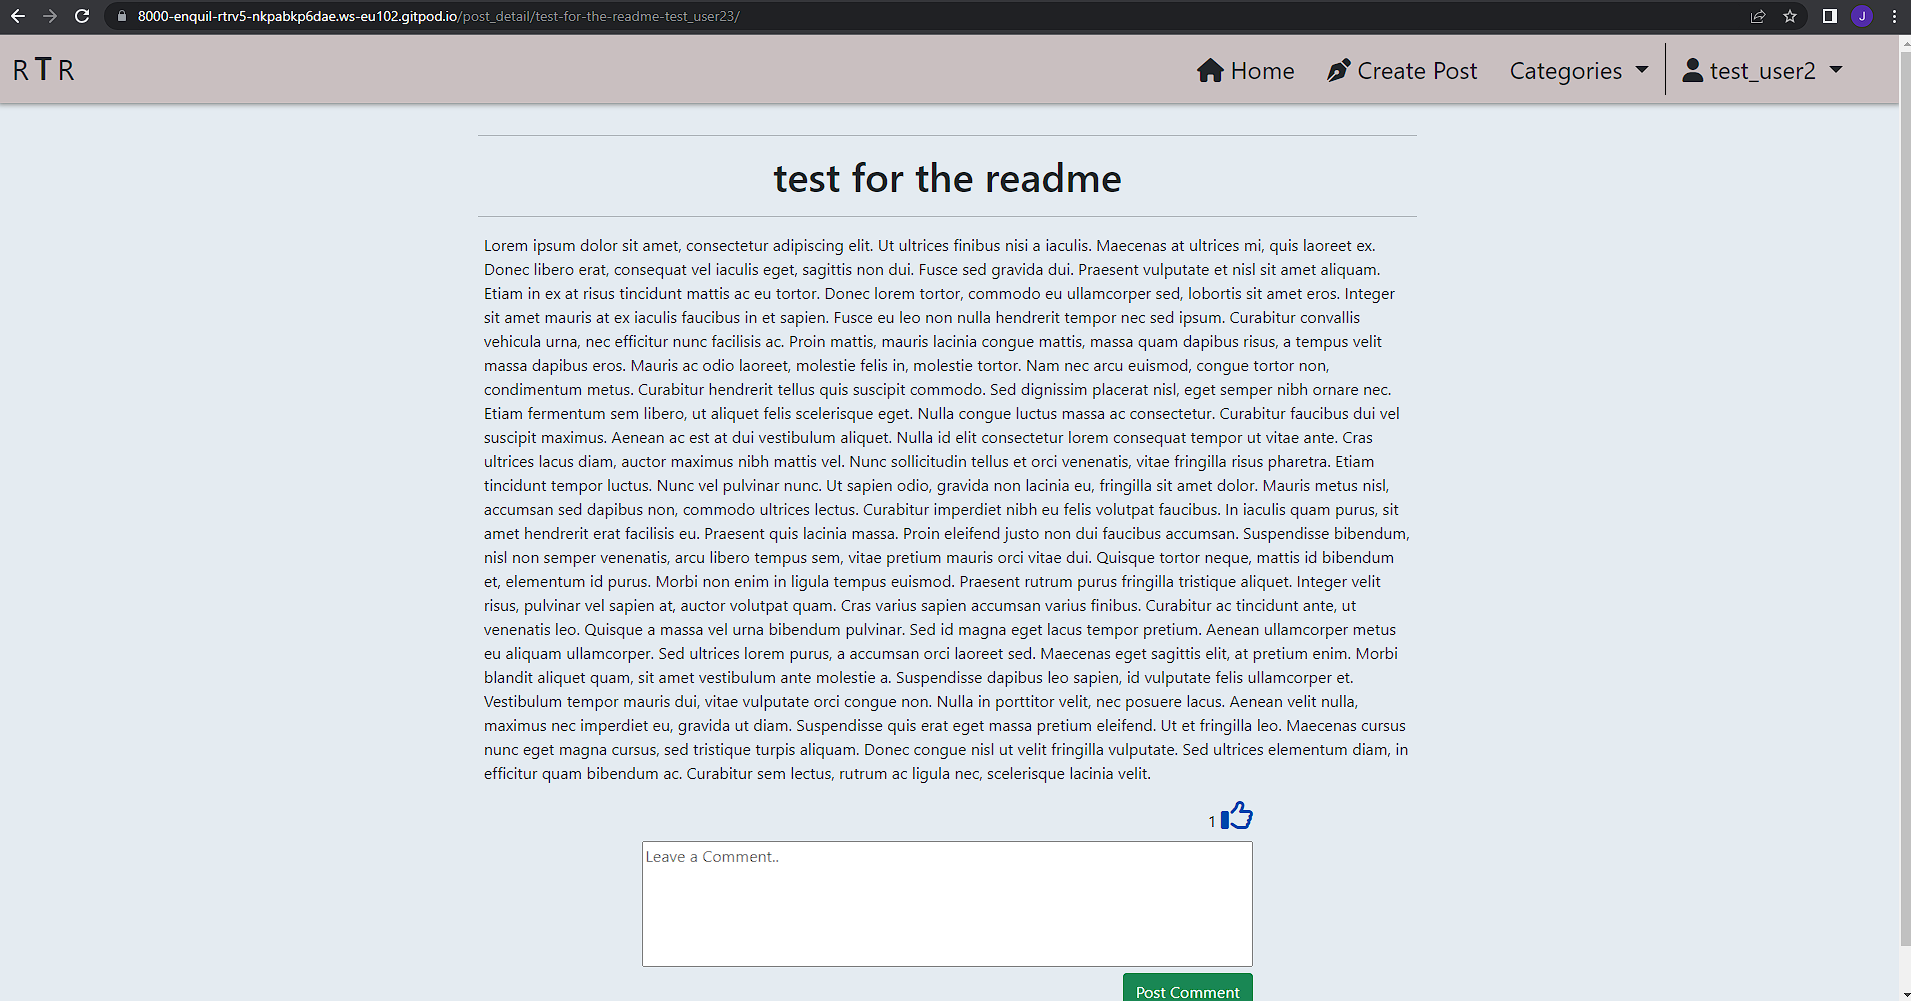 8000-enquil-rtrv5-nkpabkp6dae.ws-eu102.gitpod.io/post_detail/test-for-the-readme-test_user23/
J
R T R
Home
Create Post
Categories
test_user2
test for the readme
Lorem ipsum dolor sit amet, consectetur adipiscing elit. Ut ultrices finibus nisi a iaculis. Maecenas at ultrices mi, quis laoreet ex.
Donec libero erat, consequat vel iaculis eget, sagittis non dui. Fusce sed gravida dui. Praesent vulputate et nisl sit amet aliquam.
Etiam in ex at risus tincidunt mattis ac eu tortor. Donec lorem tortor, commodo eu ullamcorper sed, lobortis sit amet eros. Integer
sit amet mauris at ex iaculis faucibus in et sapien. Fusce eu leo non nulla hendrerit tempor nec sed ipsum. Curabitur convallis
vehicula urna, nec efficitur nunc facilisis ac. Proin mattis, mauris lacinia congue mattis, massa quam dapibus risus, a tempus velit
massa dapibus eros. Mauris ac odio laoreet, molestie felis in, molestie tortor. Nam nec arcu euismod, congue tortor non,
condimentum metus. Curabitur hendrerit tellus quis suscipit commodo. Sed dignissim placerat nisl, eget semper nibh ornare nec.
Etiam fermentum sem libero, ut aliquet felis scelerisque eget. Nulla congue luctus massa ac consectetur. Curabitur faucibus dui vel
suscipit maximus. Aenean ac est at dui vestibulum aliquet. Nulla id elit consectetur lorem consequat tempor ut vitae ante. Cras
ultrices lacus diam, auctor maximus nibh mattis vel. Nunc sollicitudin tellus et orci venenatis, vitae fringilla risus pharetra. Etiam
tincidunt tempor luctus. Nunc vel pulvinar nunc. Ut sapien odio, gravida non lacinia eu, fringilla sit amet dolor. Mauris metus nisl,
accumsan sed dapibus non, commodo ultrices lectus. Curabitur imperdiet nibh eu felis volutpat faucibus. In iaculis quam purus, sit
amet hendrerit erat facilisis eu. Praesent quis lacinia massa. Proin eleifend justo non dui faucibus accumsan. Suspendisse bibendum,
nisl non semper venenatis, arcu libero tempus sem, vitae pretium mauris orci vitae dui. Quisque tortor neque, mattis id bibendum
et, elementum id purus. Morbi non enim in ligula tempus euismod. Praesent rutrum purus fringilla tristique aliquet. Integer velit
risus, pulvinar vel sapien at, auctor volutpat quam. Cras varius sapien accumsan varius finibus. Curabitur ac tincidunt ante, ut
venenatis leo. Quisque a massa vel urna bibendum pulvinar. Sed id magna eget lacus tempor pretium. Aenean ullamcorper metus
eu aliquam ullamcorper. Sed ultrices lorem purus, a accumsan orci laoreet sed. Maecenas eget sagittis elit, at pretium enim. Morbi
blandit aliquet quam, sit amet vestibulum ante molestie a. Suspendisse dapibus leo sapien, id vulputate felis ullamcorper et.
Vestibulum tempor mauris dui, vitae vulputate orci congue non. Nulla in porttitor velit, nec posuere lacus. Aenean velit nulla,
maximus nec imperdiet eu, gravida ut diam. Suspendisse quis erat eget massa pretium eleifend. Ut et fringilla leo. Maecenas cursus
nunc eget magna cursus, sed tristique turpis aliquam. Donec congue nisl ut velit fringilla vulputate. Sed ultrices elementum diam, in
efficitur quam bibendum ac. Curabitur sem lectus, rutrum ac ligula nec, scelerisque lacinia velit.
1
Leave a Comment..
Post Comment